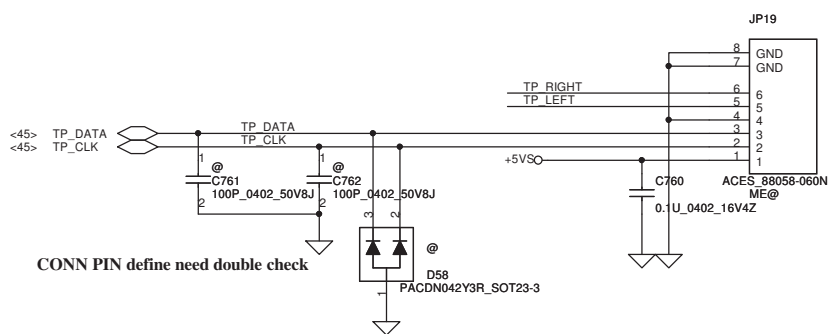 JP19
8 GND
7 GND
TP_RIGHT 6 6
TP_LEFT 5 5
4 4
<45> TP_DATA TP_DATA 3 3
<45> TP_CLK TP_CLK 2 2
+5VS 1 1
1 @ 1 @
C761 C762 C760 ACES_88058-060N
100P_0402_50V8J 100P_0402_50V8J ME@
2 2 0.1U_0402_16V4Z
3 2
@
CONN PIN define need double check
D58
PACDN042Y3R_SOT23-3
1